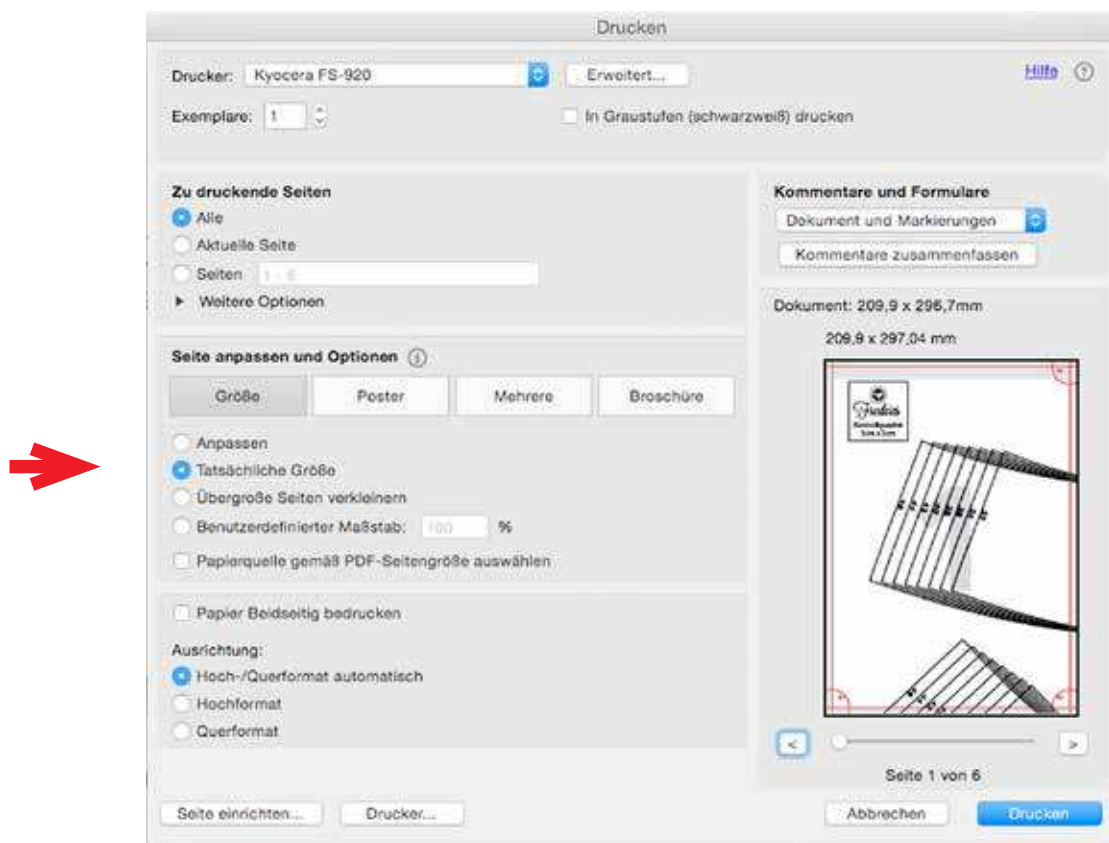 Drucken
Drucker: Kyocera FS-920 Erweitert... Hilfe ?
Exemplare: 1 In Graustufen (schwarzweiß) drucken
Zu druckende Seiten
Alle
Aktuelle Seite
Seiten 1 - 6
Weitere Optionen
Kommentare und Formulare
Dokument und Markierungen
Kommentare zusammenfassen
Seite anpassen und Optionen i
Größe Poster Mehrere Broschüre
Anpassen
Tatsächliche Größe
Übergroße Seiten verkleinern
Benutzerdefinierter Maßstab: 100 %
Papierquelle gemäß PDF-Seitengröße auswählen
Papier Beidseitig bedrucken
Ausrichtung:
Hoch-/Querformat automatisch
Hochformat
Querformat
Dokument: 209,9 x 296,7mm
209,9 x 297,04 mm
< >
Seite 1 von 6
Seite einrichten... Drucker... Abbrechen Drucken